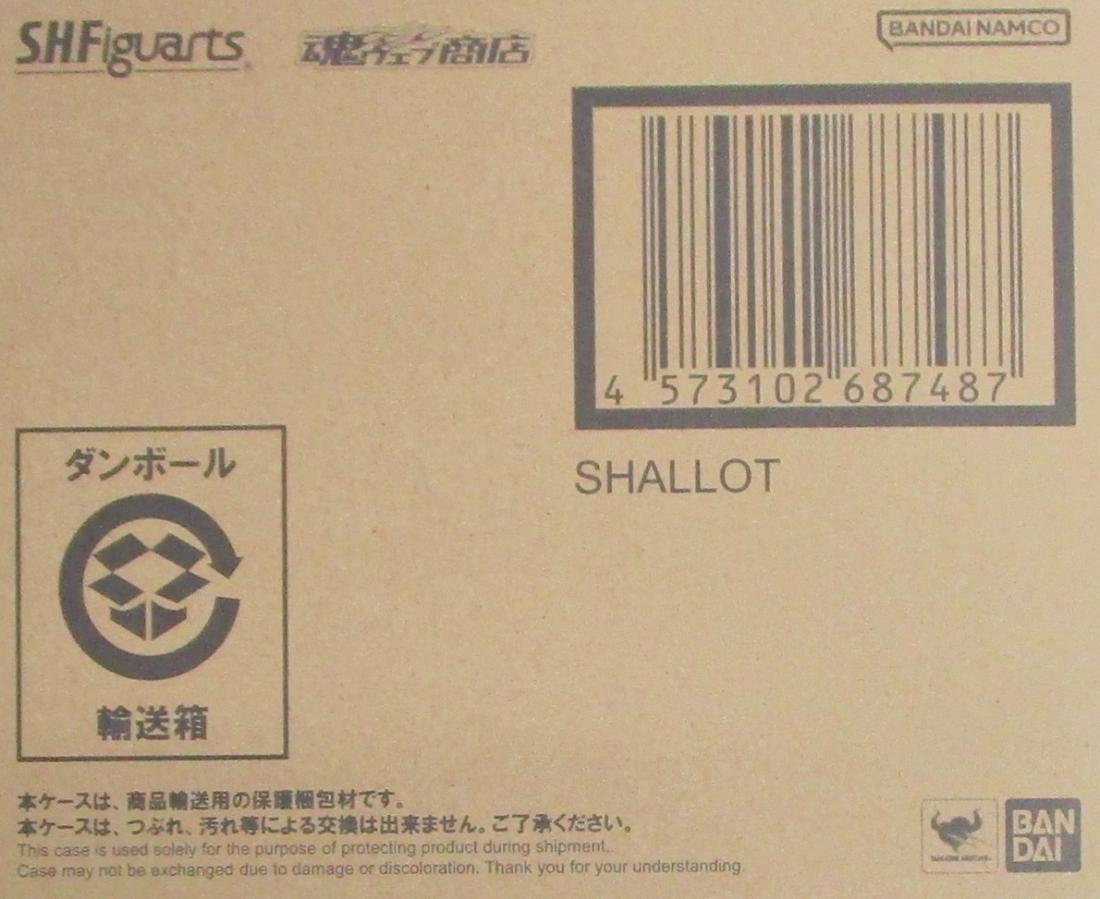 S.H.Figuarts
魂ウェブ商店
BANDAI NAMCO
4 573102 687487
SHALLOT
ダンボール
輸送箱
本ケースは、商品輸送用の保護梱包材です。
本ケースは、つぶれ、汚れ等による交換は出来ません。ご了承ください。
This case is used solely for the purpose of protecting product during shipment.
Case may not be exchanged due to damage or discoloration. Thank you for your understanding.
BAN
DAI